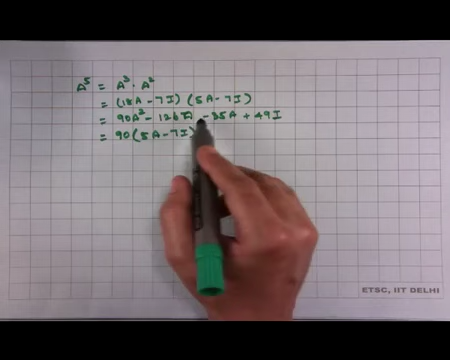 A⁵ = A³ · A²
= (18A − 7I) (5A − 7I)
= 90A² − 126A − 35A + 49I
= 90(5A − 7I)
ETSC, IIT DELHI